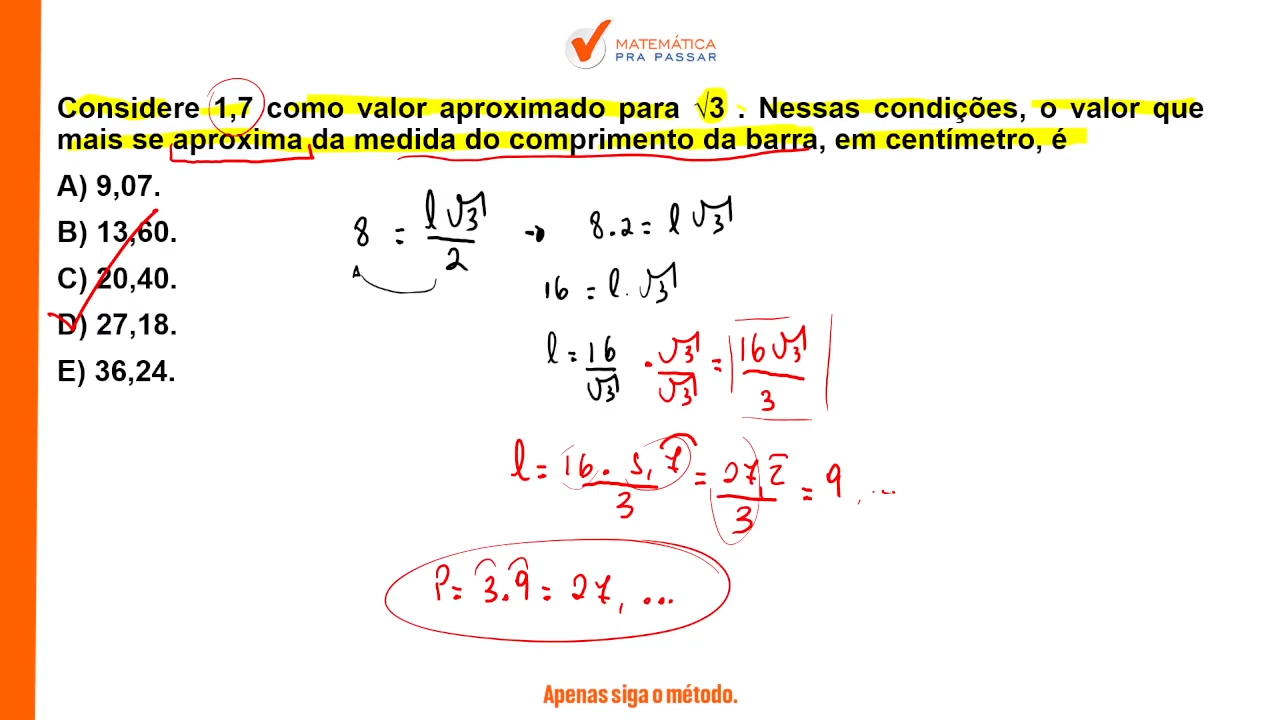 MATEMÁTICA
PRA PASSAR
Considere 1,7 como valor aproximado para √3 . Nessas condições, o valor que
mais se aproxima da medida do comprimento da barra, em centímetro, é
A) 9,07.
B) 13,60.
C) 20,40.
D) 27,18.
E) 36,24.
8 = l√3/2 → 8.2 = l√3
16 = l.√3
l = 16/√3 . √3/√3 = 16√3/3
l = 16. 1,7/3 = 27,2/3 = 9,...
P = 3.9 = 27,...
Apenas siga o método.